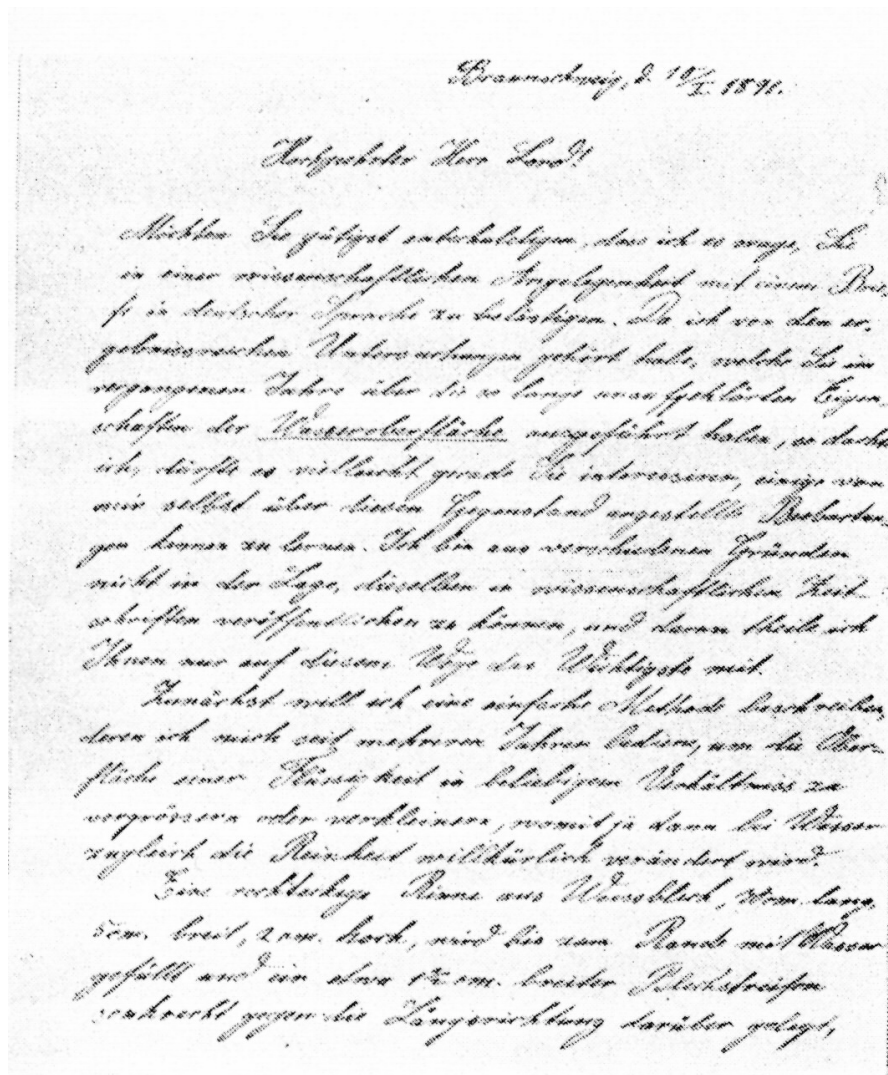 Braunschweig, d. 10/I. 1891.
Hochgeehrter Herr Lord!
Möchten Sie gütigst entschuldigen, dass ich es wage, Sie
in einer wissenschaftlichen Angelegenheit mit einem Brie-
fe in deutscher Sprache zu belästigen. Da ich von dem er-
gebnissreichen Untersuchungen gehört habe, welche Sie im
vergangenen Jahre über die so lange unaufgeklärten Eigen-
schaften der Wasseroberfläche ausgeführt haben, so dachte
ich, dürfte es vielleicht gerade Sie interessiren, einige von
mir selbst über diesen Gegenstand angestellte Beobachtun-
gen kennen zu lernen. Ich bin aus verschiedenen Gründen
nicht in der Lage, dieselben in wissenschaftlichen Zeit-
schriften veröffentlichen zu können, und darum theile ich
Ihnen nur auf diesem Wege das Wichtigste mit
Zunächst will ich eine einfache Methode beschreiben,
deren ich mich seit mehreren Jahren bediene, um die Ober-
fläche einer Flüssigkeit in beliebigem Verhältniss zu
vergrössern oder verkleinern, womit ja dann bei Wasser
zugleich die Reinheit willkürlich verändert wird.
Eine rechteckige Rinne aus Weissblech, cm. lang,
5 cm. breit, 2 cm. hoch, wird bis zum Rande mit Wasser
gefüllt und ein etwa 1½ cm. breiter Blechstreifen
senkrecht gegen die Längsrichtung darüber gelegt,